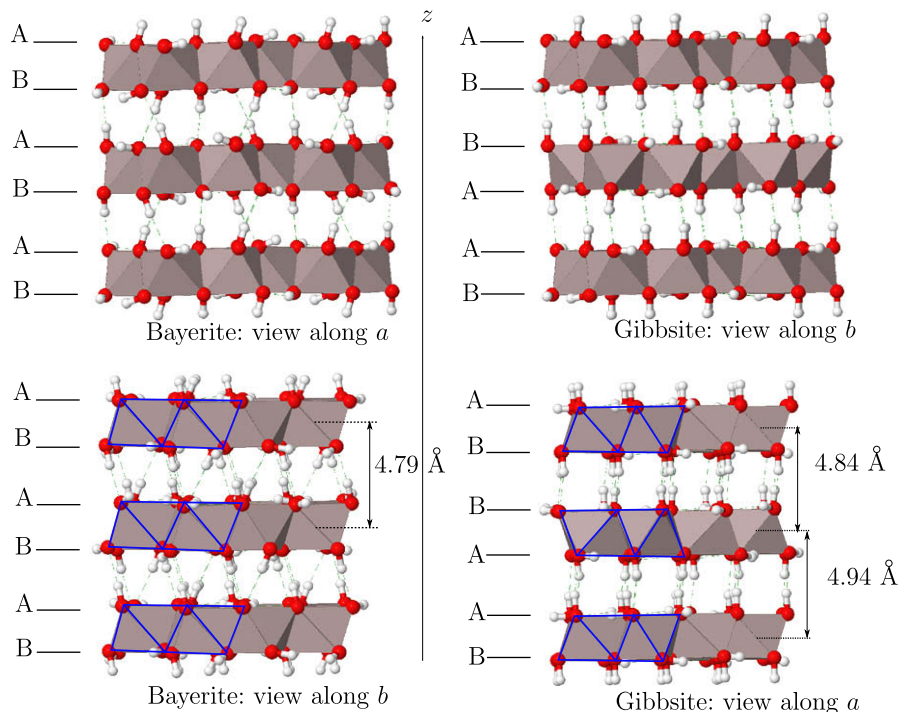 z
A
B
A
B
A
B
Bayerite: view along a
A
B
B
A
A
B
Gibbsite: view along b
A
B
A
B
A
B
4.79 Å
Bayerite: view along b
A
B
B
A
A
B
4.84 Å
4.94 Å
Gibbsite: view along a